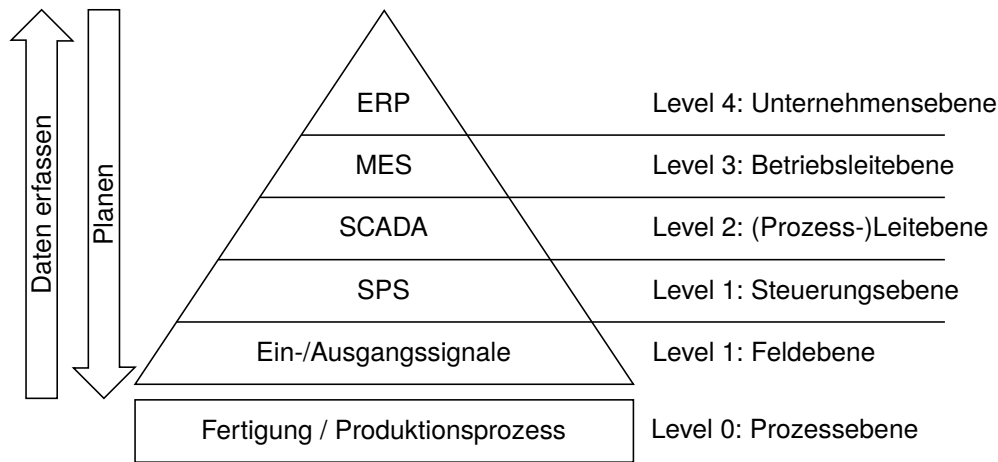 Daten erfassen
Planen
ERP
Level 4: Unternehmensebene
MES
Level 3: Betriebsleitebene
SCADA
Level 2: (Prozess-)Leitebene
SPS
Level 1: Steuerungsebene
Ein-/Ausgangssignale
Level 1: Feldebene
Fertigung / Produktionsprozess
Level 0: Prozessebene